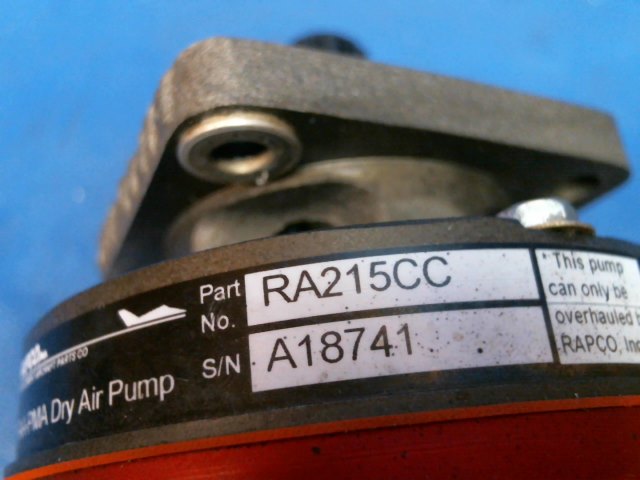 Part No. RA215CC
S/N A18741
PMA Dry Air Pump
This pump
can only be
overhauled
RAPCO, Inc